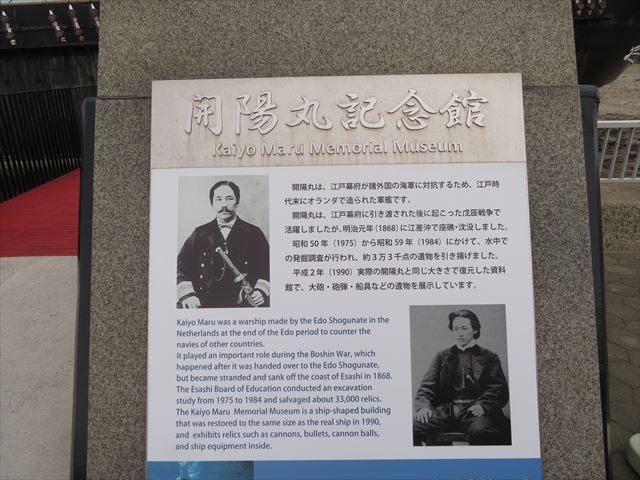 開陽丸記念館
Kaiyo Maru Memorial Museum
開陽丸は、江戸幕府が諸外国の海軍に対抗するため、江戸時
代末にオランダで造られた軍艦です。
開陽丸は、江戸幕府に引き渡された後に起こった戊辰戦争で
活躍しましたが、明治元年(1868)に江差沖で座礁・沈没しました。
昭和50年(1975)から昭和59年(1984)にかけて、水中で
の発掘調査が行われ、約3万3千点の遺物を引き揚げました。
平成2年(1990)実際の開陽丸と同じ大きさで復元した資料
館で、大砲・砲弾・船具などの遺物を展示しています。
Kaiyo Maru was a warship made by the Edo Shogunate in the
Netherlands at the end of the Edo period to counter the
navies of other countries.
It played an important role during the Boshin War, which
happened after it was handed over to the Edo Shogunate,
but became stranded and sank off the coast of Esashi in 1868.
The Esashi Board of Education conducted an excavation
study from 1975 to 1984 and salvaged about 33,000 relics.
The Kaiyo Maru Memorial Museum is a ship-shaped building
that was restored to the same size as the real ship in 1990,
and exhibits relics such as cannons, bullets, cannon balls,
and ship equipment inside.